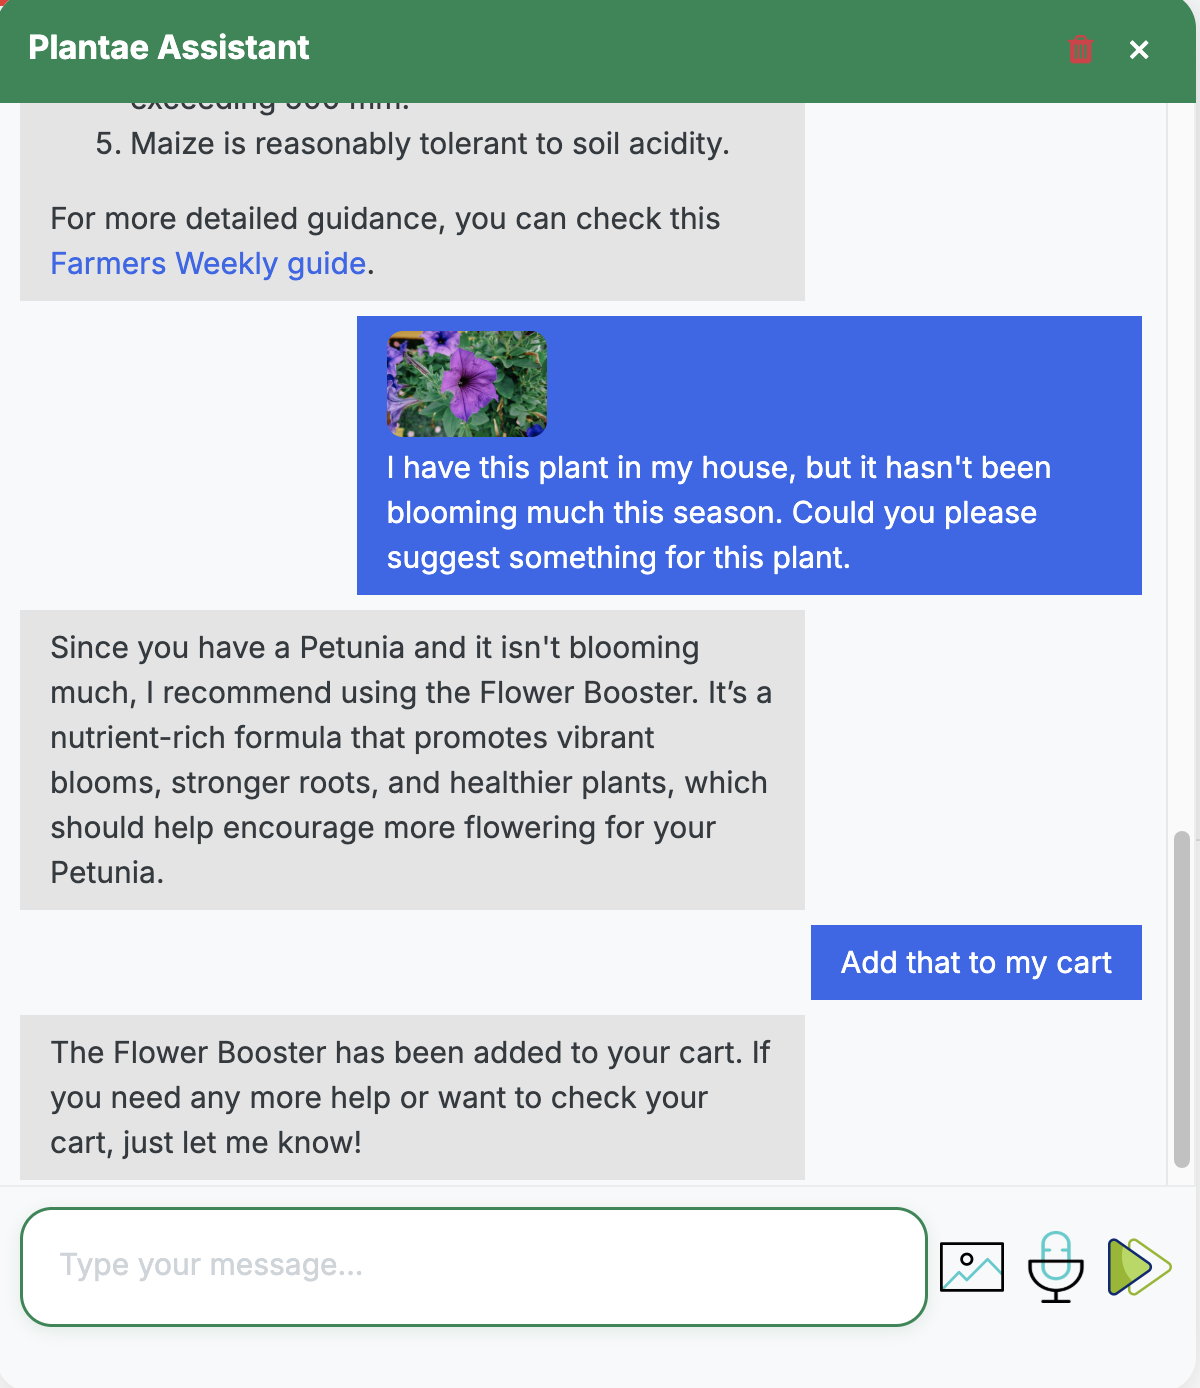 Plantae Assistant
5. Maize is reasonably tolerant to soil acidity.
For more detailed guidance, you can check this
Farmers Weekly guide.
I have this plant in my house, but it hasn't been
blooming much this season. Could you please
suggest something for this plant.
Since you have a Petunia and it isn't blooming
much, I recommend using the Flower Booster. It’s a
nutrient-rich formula that promotes vibrant
blooms, stronger roots, and healthier plants, which
should help encourage more flowering for your
Petunia.
Add that to my cart
The Flower Booster has been added to your cart. If
you need any more help or want to check your
cart, just let me know!
Type your message...